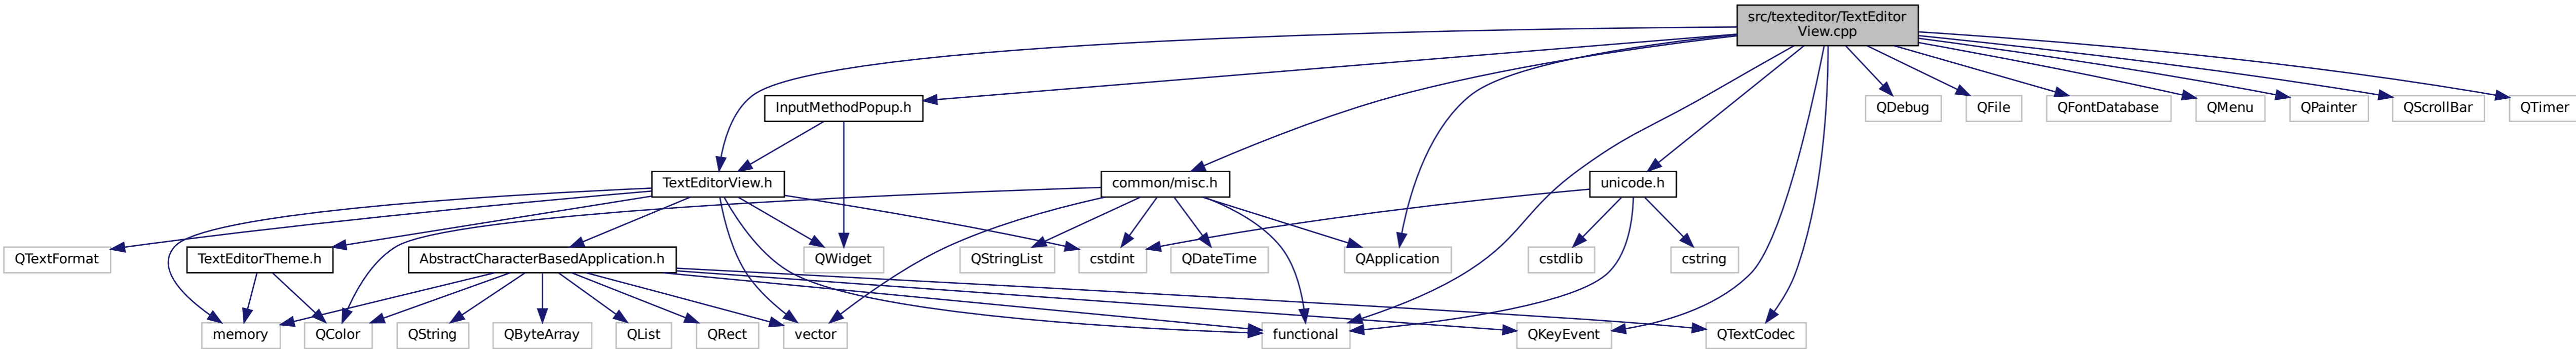 src/texteditor/TextEditor
View.cpp
InputMethodPopup.h
QDebug
QFile
QFontDatabase
QMenu
QPainter
QScrollBar
QTimer
TextEditorView.h
common/misc.h
unicode.h
QTextFormat
TextEditorTheme.h
AbstractCharacterBasedApplication.h
QWidget
QStringList
cstdint
QDateTime
QApplication
cstdlib
cstring
memory
QColor
QString
QByteArray
QList
QRect
vector
functional
QKeyEvent
QTextCodec